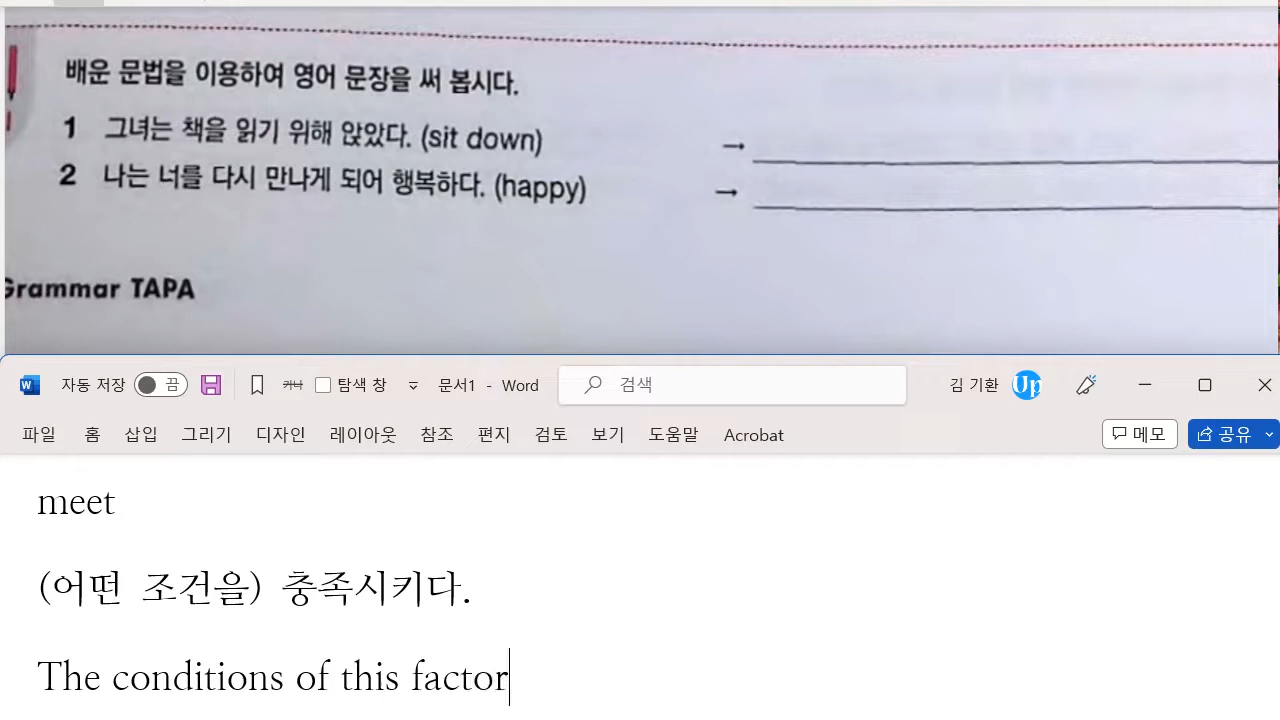 배운 문법을 이용하여 영어 문장을 써 봅시다.
1 그녀는 책을 읽기 위해 앉았다. (sit down) →
2 나는 너를 다시 만나게 되어 행복하다. (happy) →
Grammar TAPA
자동 저장 끔 가나 탐색 창 문서1 - Word 검색 김 기환 Up
파일 홈 삽입 그리기 디자인 레이아웃 참조 편지 검토 보기 도움말 Acrobat 메모 공유
meet
(어떤 조건을) 충족시키다.
The conditions of this factor